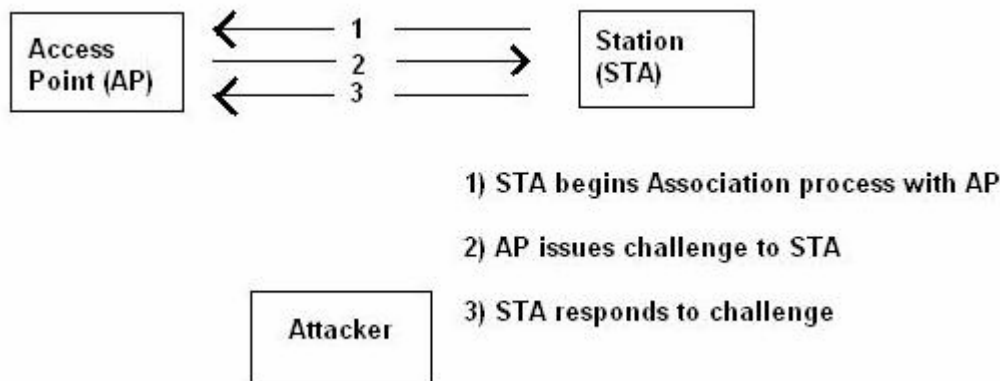 Access
Point (AP)
1
2
3
Station
(STA)
1) STA begins Association process with AP
2) AP issues challenge to STA
3) STA responds to challenge
Attacker